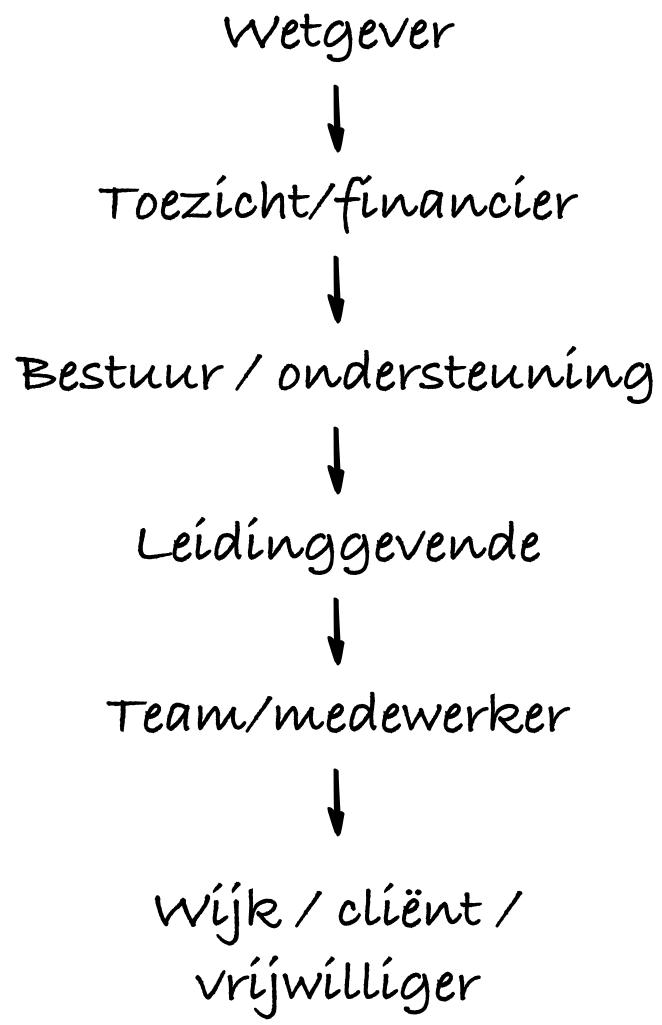 Wetgever
Toezicht/financier
Bestuur / ondersteuning
Leidinggevende
Team/medewerker
Wijk / cliënt /
vrijwilliger